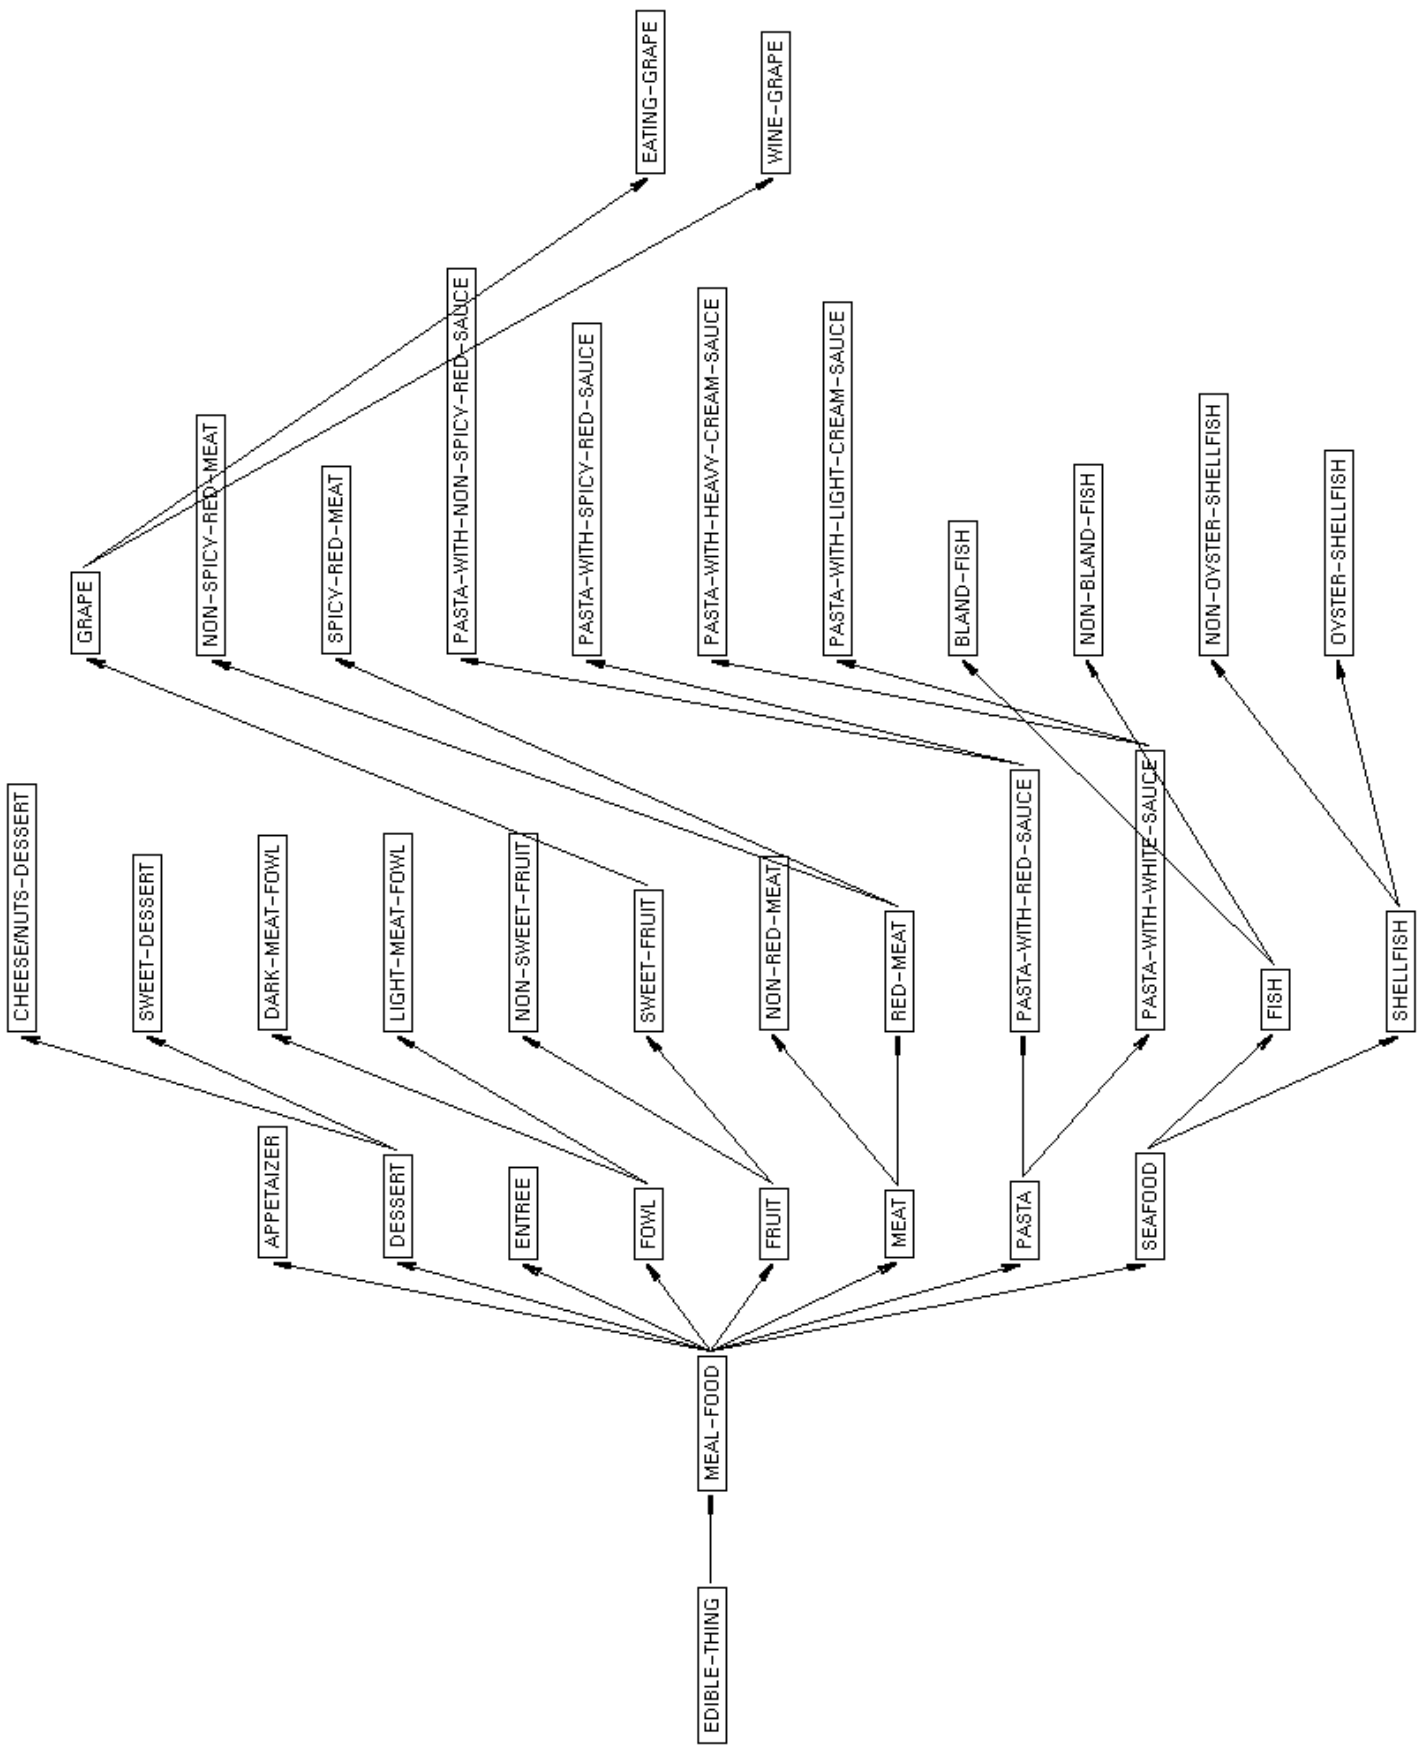 EDIBLE-THING
MEAL-FOOD
APPETAIZER
DESSERT
ENTREE
FOWL
FRUIT
MEAT
PASTA
SEAFOOD
CHEESE/NUTS-DESSERT
SWEET-DESSERT
DARK-MEAT-FOWL
LIGHT-MEAT-FOWL
NON-SWEET-FRUIT
SWEET-FRUIT
NON-RED-MEAT
RED-MEAT
PASTA-WITH-RED-SAUCE
PASTA-WITH-WHITE-SAUCE
FISH
SHELLFISH
GRAPE
NON-SPICY-RED-MEAT
SPICY-RED-MEAT
PASTA-WITH-NON-SPICY-RED-SAUCE
PASTA-WITH-SPICY-RED-SAUCE
PASTA-WITH-HEAVY-CREAM-SAUCE
PASTA-WITH-LIGHT-CREAM-SAUCE
BLAND-FISH
NON-BLAND-FISH
NON-OYSTER-SHELLFISH
OYSTER-SHELLFISH
EATING-GRAPE
WINE-GRAPE